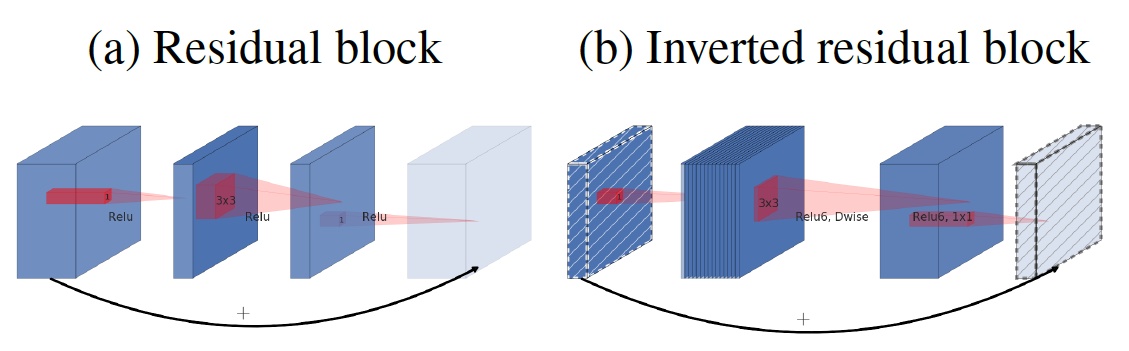 (a) Residual block
(b) Inverted residual block
1
Relu
3x3
Relu
1
Relu
+
1
3x3
Relu6, Dwise
Relu6, 1x1
+